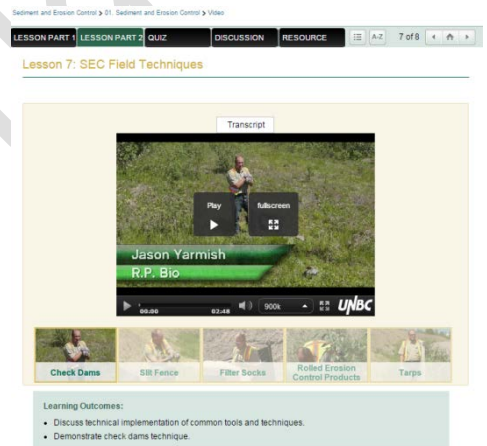 Sediment and Erosion Control > 01. Sediment and Erosion Control > Video
LESSON PART 1 LESSON PART 2 QUIZ DISCUSSION RESOURCE A-Z 7 of 8
Lesson 7: SEC Field Techniques
Transcript
Play fullscreen
Jason Yarmish
R.P. Bio
00:00 02:48 900k UNBC
Check Dams Silt Fence Filter Socks Rolled Erosion Control Products Tarps
Learning Outcomes:
• Discuss technical implementation of common tools and techniques.
• Demonstrate check dams technique.